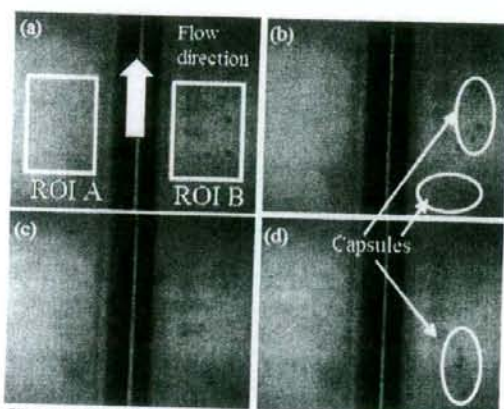 (a)
Flow
direction
ROI A
ROI B
(b)
(c)
(d)
Capsules